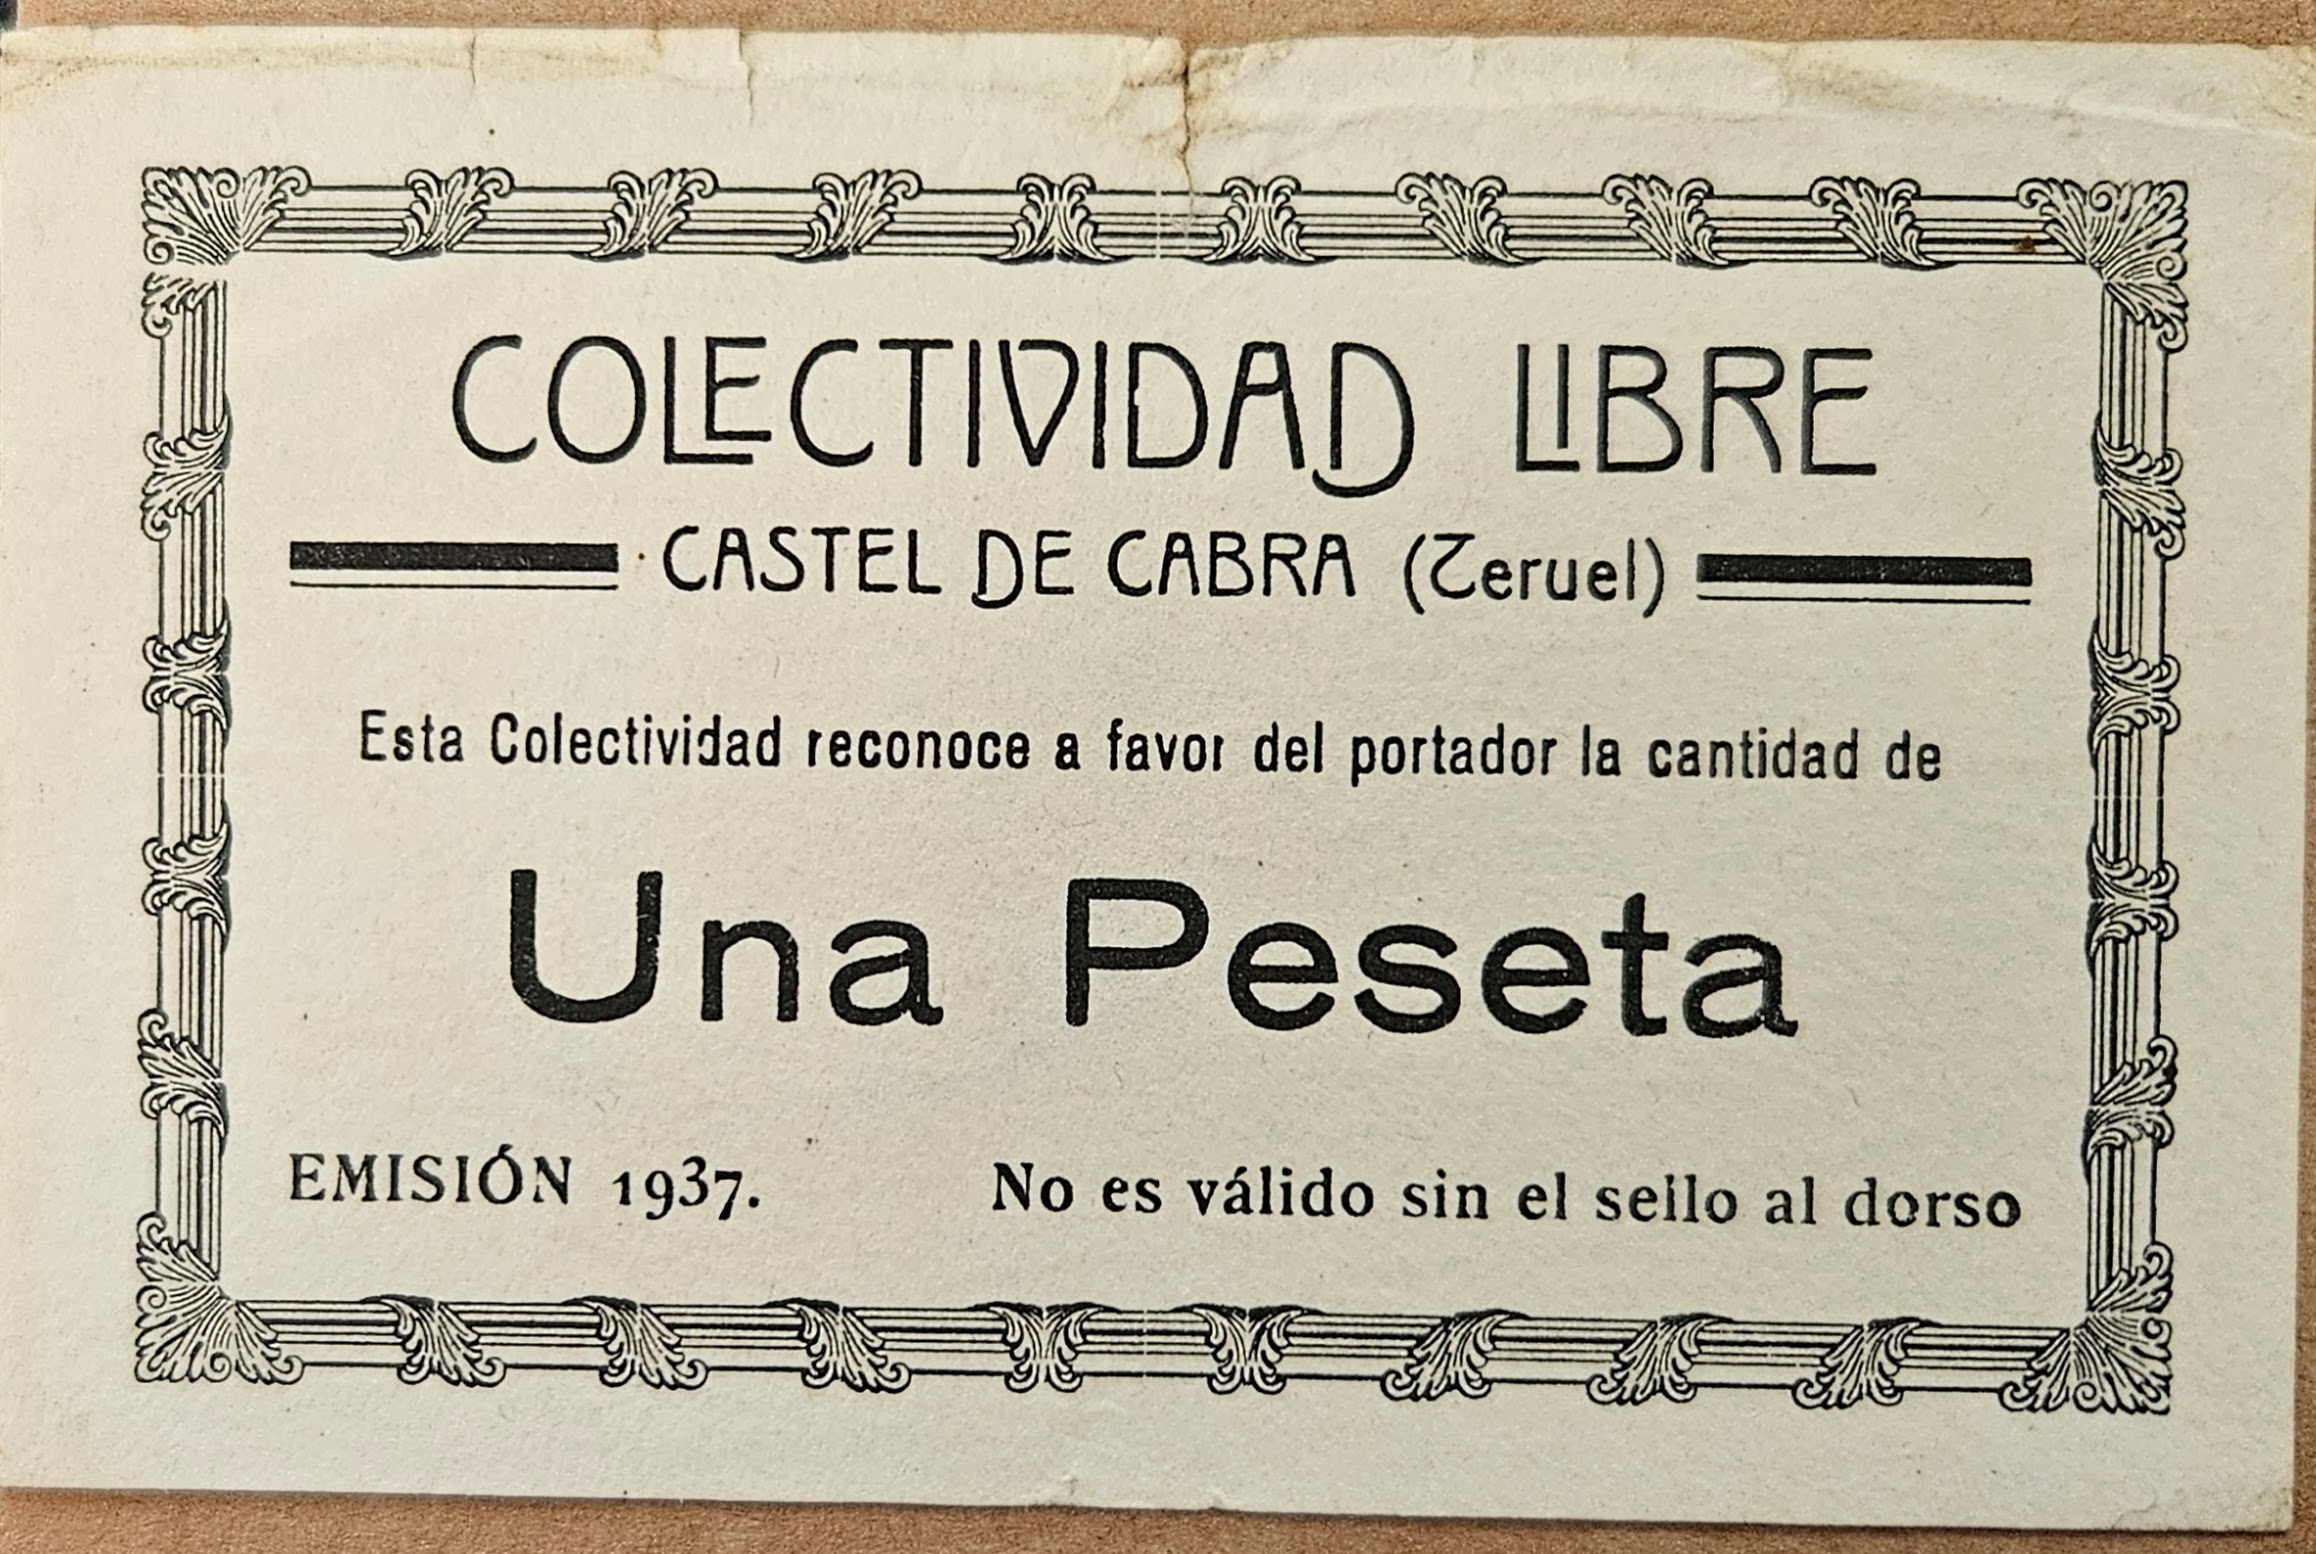 COLECTIVIDAD LIBRE
CASTEL DE CABRA (Teruel)
Esta Colectividad reconoce a favor del portador la cantidad de
Una Peseta
EMISIÓN 1937. No es válido sin el sello al dorso